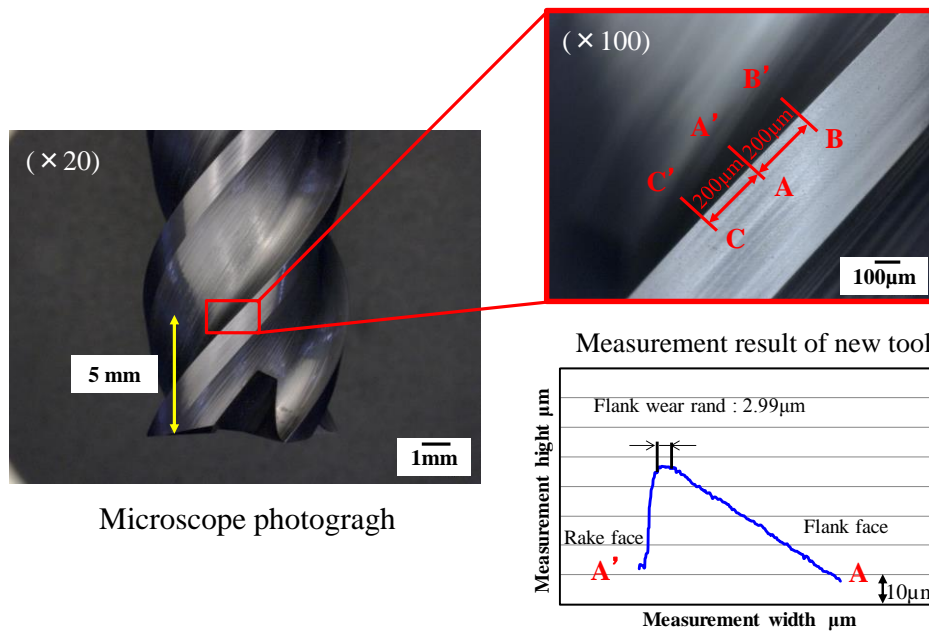 (×20)
5 mm
1mm
Microscope photogragh
(×100)
B’
A’
C’
200μm
200μm
B
A
C
100μm
Measurement result of new tool
Measurement hight μm
Flank wear rand : 2.99μm
Rake face
Flank face
A’
A
10μm
Measurement width μm